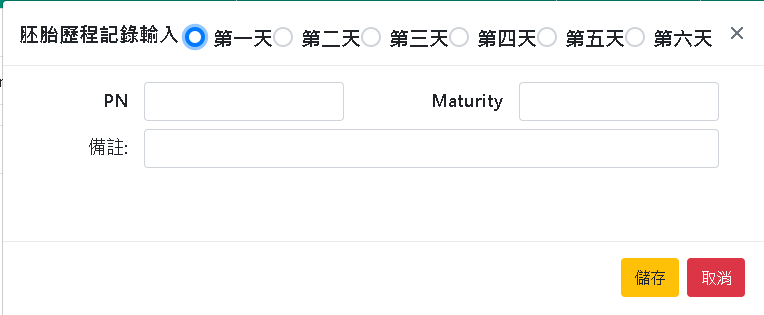 胚胎歷程記錄輸入 第一天 第二天 第三天 第四天 第五天 第六天 ×
PN Maturity
備註:
儲存 取消